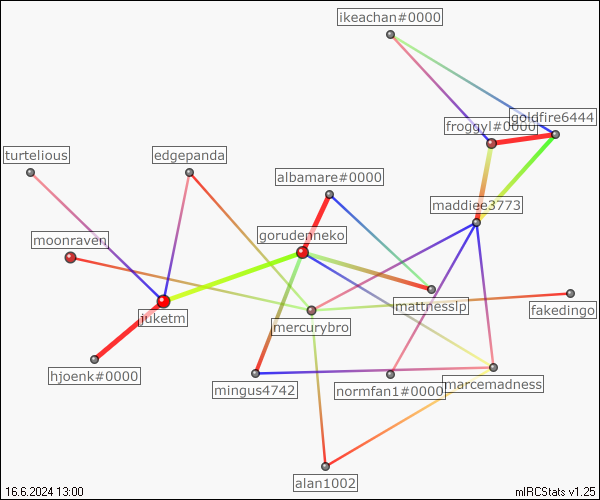 ikeachan#0000
goldfire6444
froggyl#0000
turtelious
edgepanda
albamare#0000
maddiee3773
moonraven
gorudenneko
mattnesslp
fakedingo
juketm
mercurybro
hjoenk#0000
mingus4742
normfan1#0000
marcemadness
alan1002
16.6.2024 13:00
mIRCStats v1.25